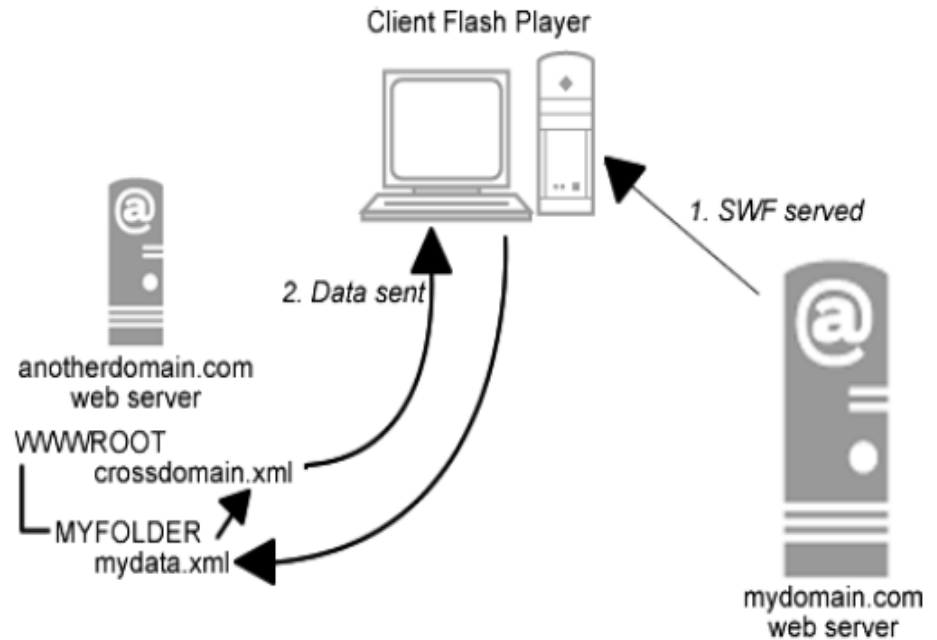 Client Flash Player
@
1. SWF served
2. Data sent
@
anotherdomain.com
web server
WWWROOT
crossdomain.xml
MYFOLDER
mydata.xml
mydomain.com
web server